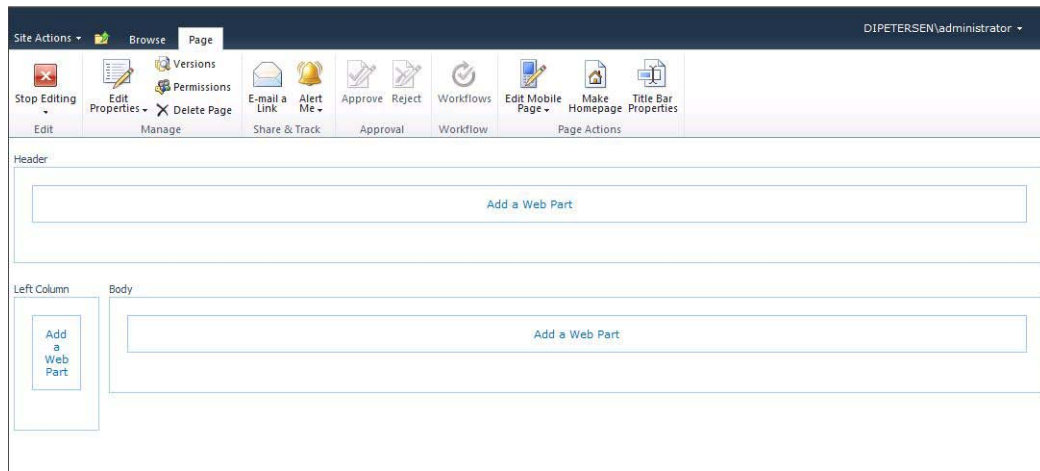 DIPETERSEN\administrator
Site Actions
Browse
Page
Stop Editing
Edit Properties
Versions
Permissions
Delete Page
E-mail a Link
Alert Me
Approve
Reject
Workflows
Edit Mobile Page
Make Homepage
Title Bar Properties
Edit
Manage
Share & Track
Approval
Workflow
Page Actions
Header
Add a Web Part
Left Column
Body
Add
a
Web
Part
Add a Web Part